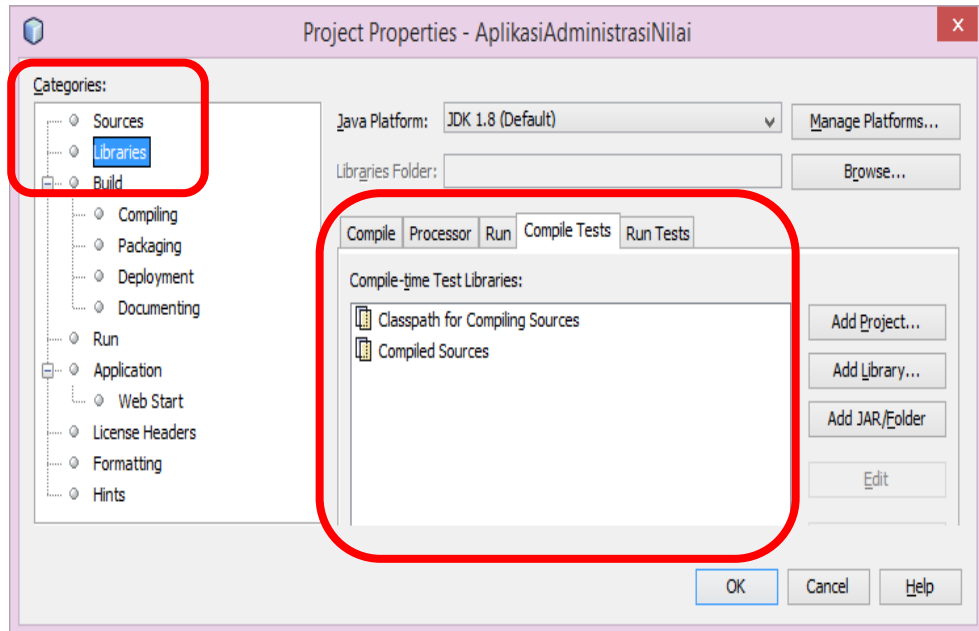 Project Properties - AplikasiAdministrasiNilai
x
Categories:
Sources
Libraries
Build
Compiling
Packaging
Deployment
Documenting
Run
Application
Web Start
License Headers
Formatting
Hints
Java Platform: JDK 1.8 (Default) Manage Platforms...
Libraries Folder: Browse...
Compile Processor Run Compile Tests Run Tests
Compile-time Test Libraries:
Classpath for Compiling Sources
Compiled Sources
Add Project...
Add Library...
Add JAR/Folder
Edit
OK Cancel Help